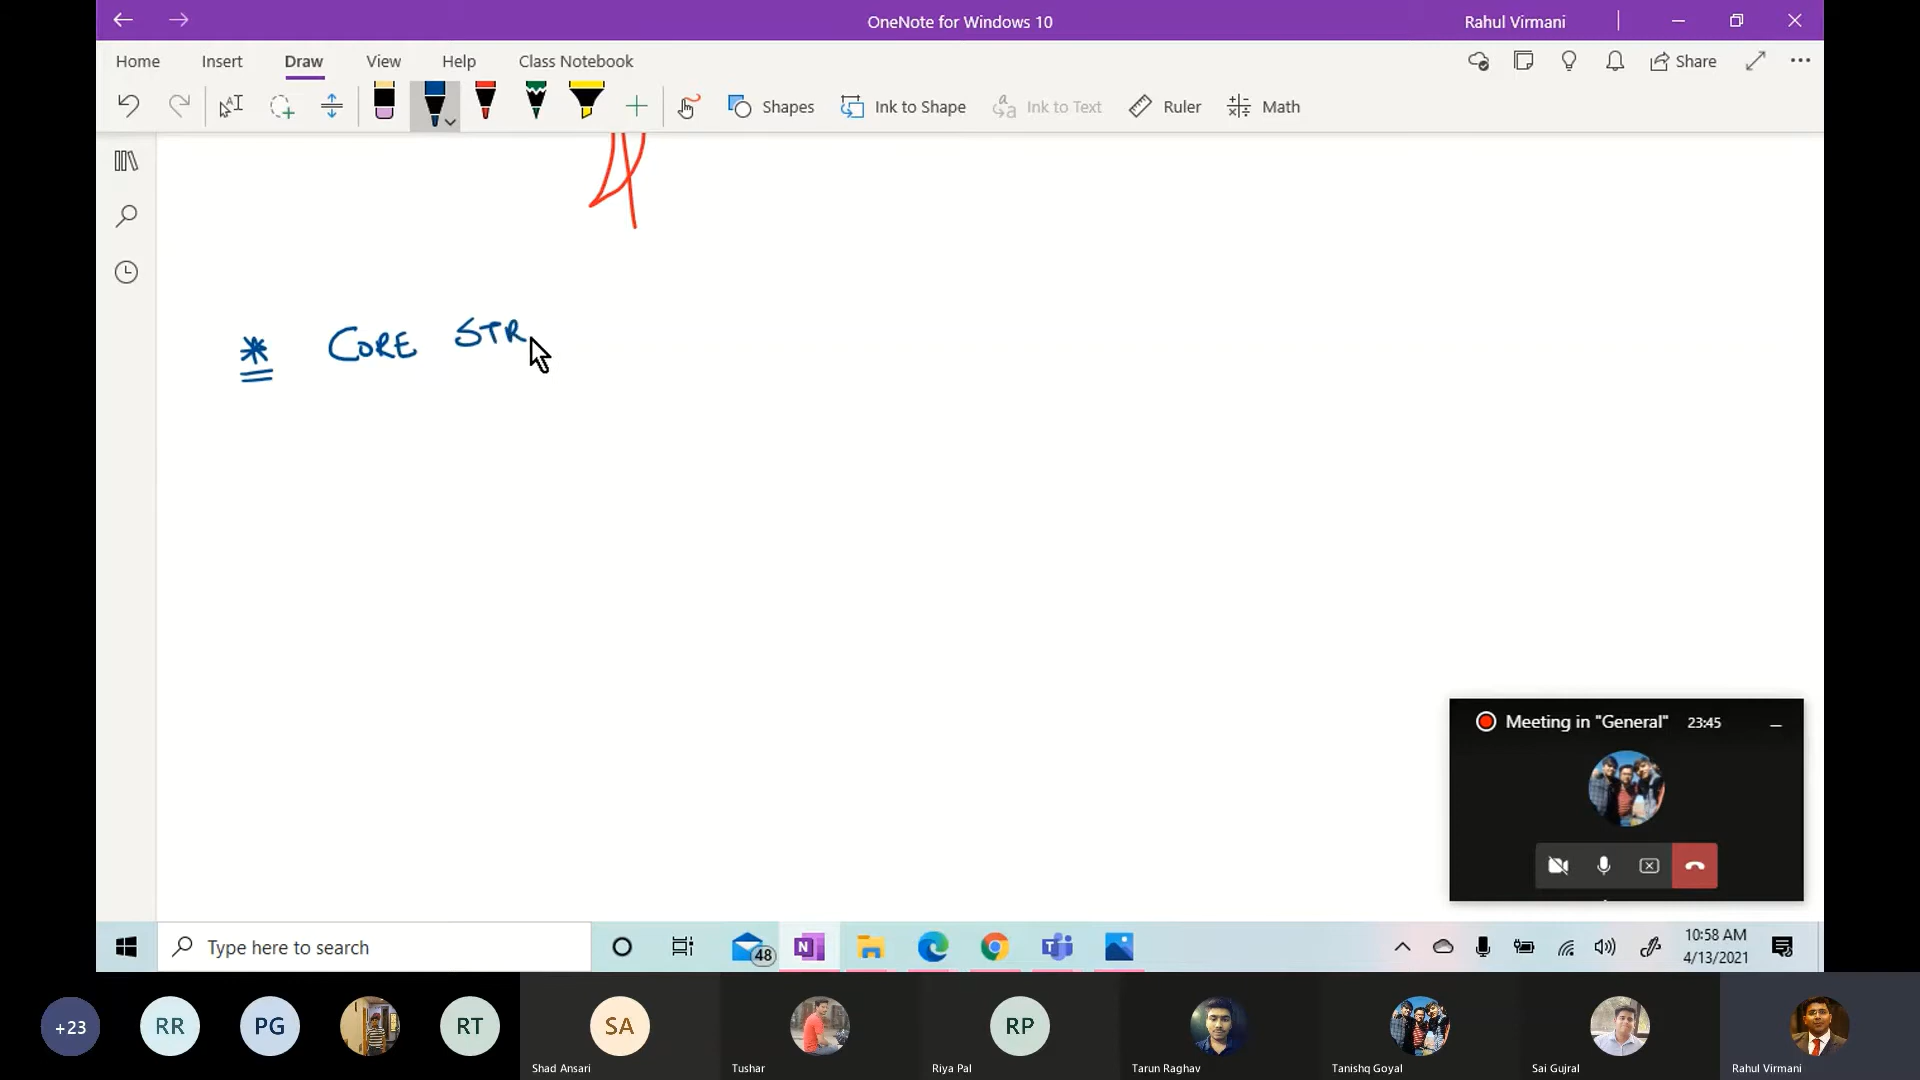 OneNote for Windows 10
Rahul Virmani
Home Insert Draw View Help Class Notebook
Share
Shapes Ink to Shape Ink to Text Ruler Math
* CORE STR
Meeting in "General" 23:45
Type here to search
48
N
10:58 AM
4/13/2021
+23 RR PG RT SA RP
Shad Ansari Tushar Riya Pal Tarun Raghav Tanishq Goyal Sai Gujral Rahul Virmani